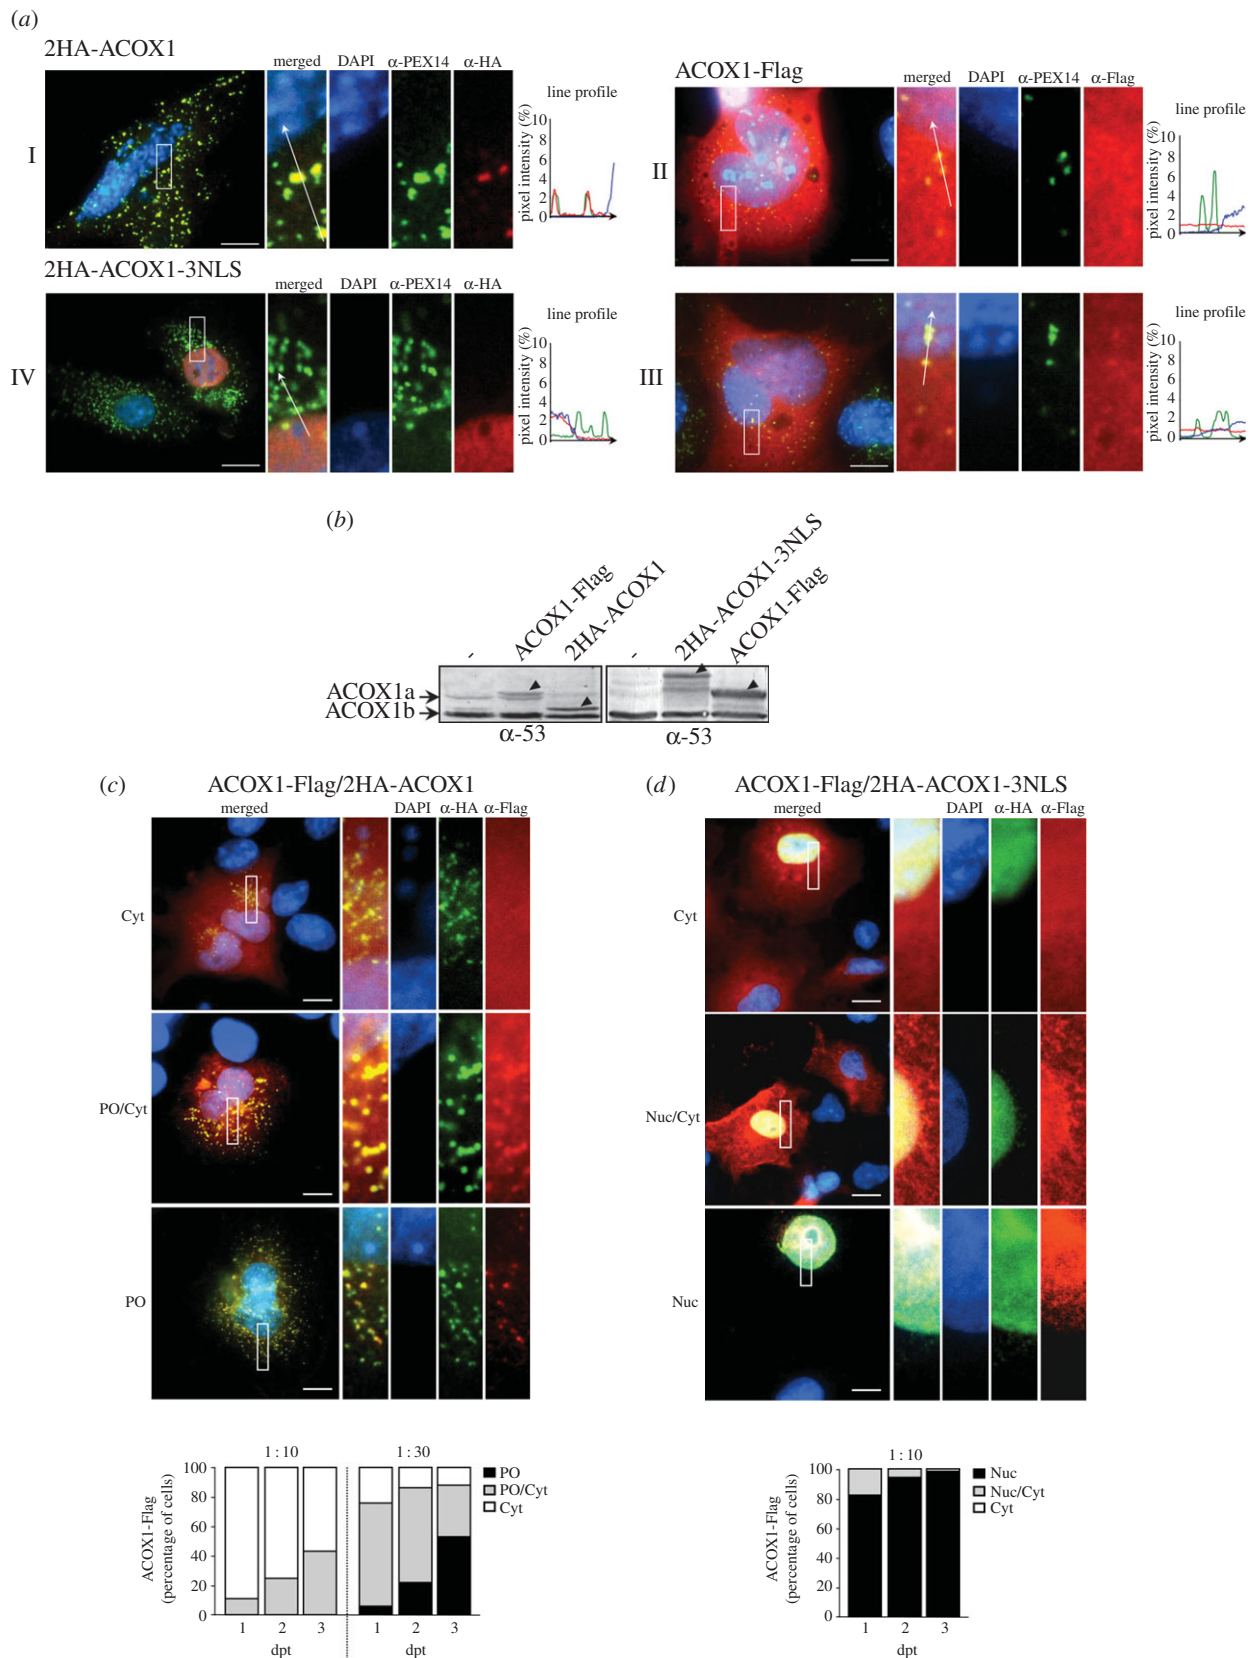 (a)
2HA-ACOX1
merged DAPI α-PEX14 α-HA
I
line profile
pixel intensity (%)
10
8
6
4
2
0
ACOX1-Flag
merged DAPI α-PEX14 α-Flag
II
line profile
pixel intensity (%)
10
8
6
4
2
0
2HA-ACOX1-3NLS
merged DAPI α-PEX14 α-HA
IV
line profile
pixel intensity (%)
10
8
6
4
2
0
III
line profile
pixel intensity (%)
10
8
6
4
2
0
(b)
- ACOX1-Flag 2HA-ACOX1
- 2HA-ACOX1-3NLS ACOX1-Flag
ACOX1a
ACOX1b
α-53 α-53
(c)
ACOX1-Flag/2HA-ACOX1
merged DAPI α-HA α-Flag
Cyt
PO/Cyt
PO
1 : 10 1 : 30
ACOX1-Flag
(percentage of cells)
100
80
60
40
20
0
1 2 3 1 2 3
dpt dpt
PO
PO/Cyt
Cyt
(d)
ACOX1-Flag/2HA-ACOX1-3NLS
merged DAPI α-HA α-Flag
Cyt
Nuc/Cyt
Nuc
1 : 10
ACOX1-Flag
(percentage of cells)
100
80
60
40
20
0
1 2 3
dpt
Nuc
Nuc/Cyt
Cyt